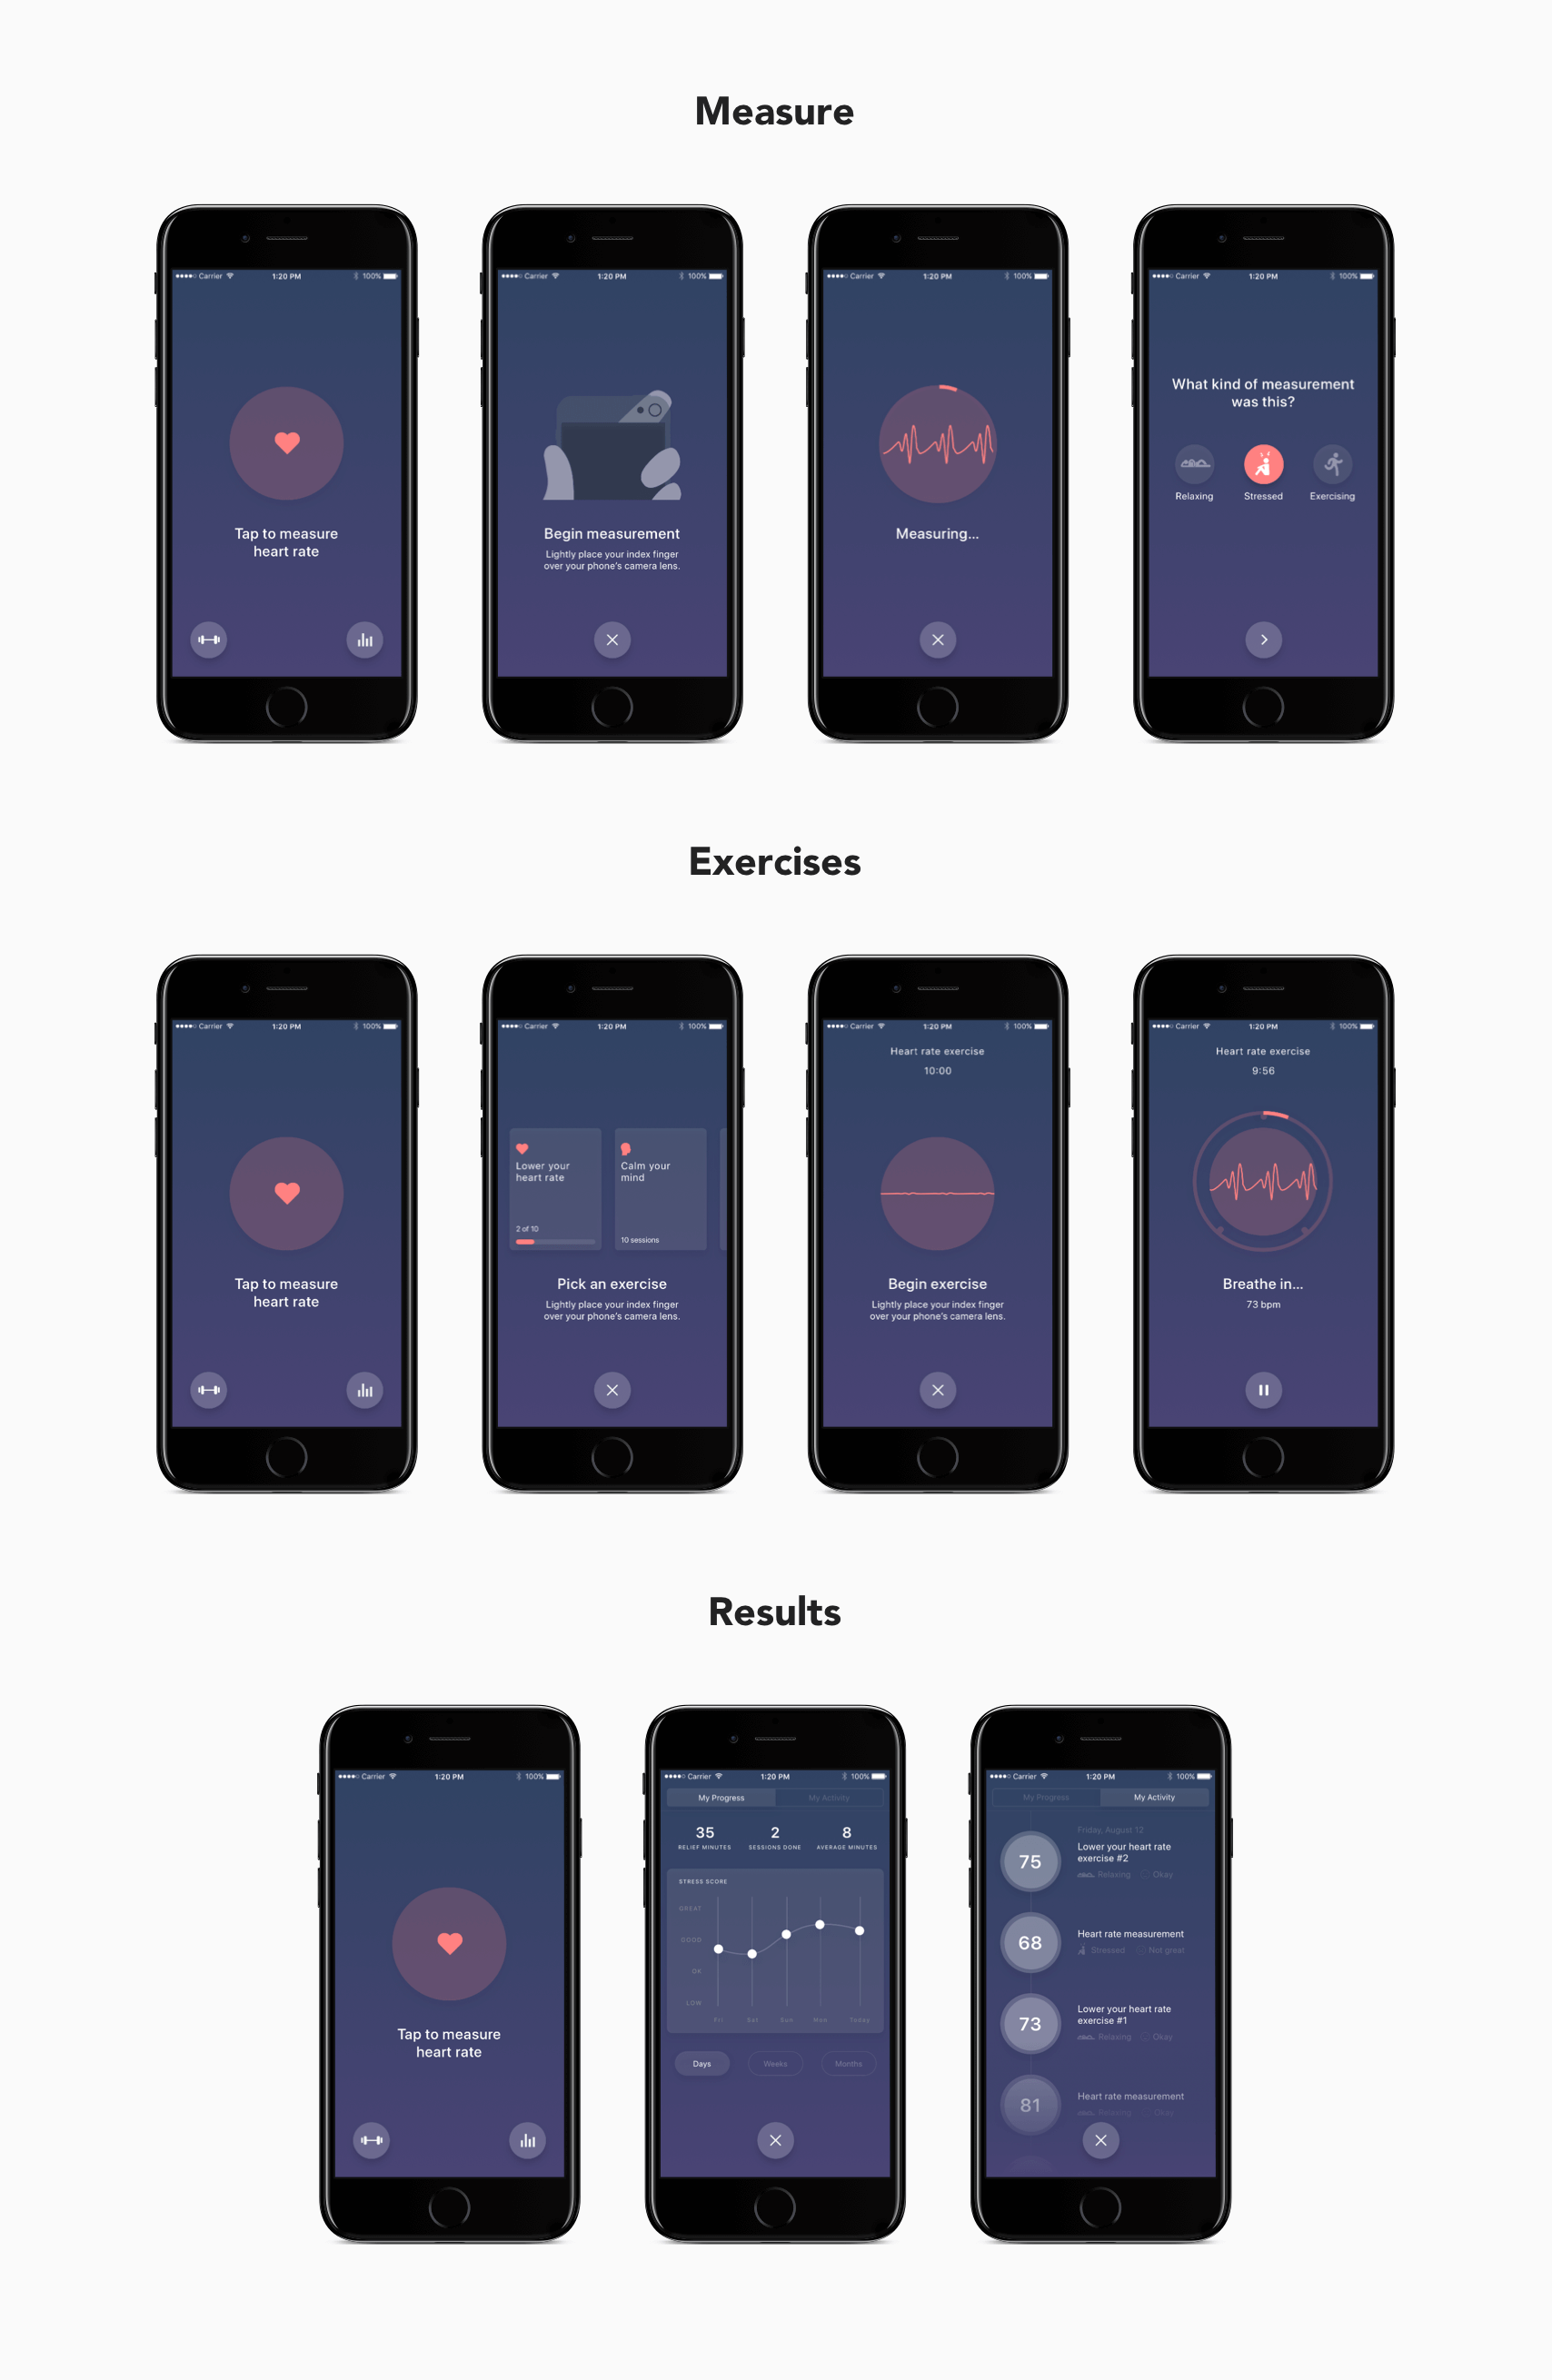 Measure
●●●●○ Carrier 1:20 PM 100%
Tap to measure
heart rate
●●●●○ Carrier 1:20 PM 100%
Begin measurement
Lightly place your index finger
over your phone's camera lens.
●●●●○ Carrier 1:20 PM 100%
Measuring...
●●●●○ Carrier 1:20 PM 100%
What kind of measurement
was this?
Relaxing Stressed Exercising
Exercises
●●●●○ Carrier 1:20 PM 100%
Tap to measure
heart rate
●●●●○ Carrier 1:20 PM 100%
Lower your
heart rate
2 of 10
Calm your
mind
10 sessions
Pick an exercise
Lightly place your index finger
over your phone's camera lens.
●●●●○ Carrier 1:20 PM 100%
Heart rate exercise
10:00
Begin exercise
Lightly place your index finger
over your phone's camera lens.
●●●●○ Carrier 1:20 PM 100%
Heart rate exercise
9:56
Breathe in...
73 bpm
Results
●●●●○ Carrier 1:20 PM 100%
Tap to measure
heart rate
●●●●○ Carrier 1:20 PM 100%
My Progress My Activity
35 2 8
RELIEF MINUTES SESSIONS DONE AVERAGE MINUTES
STRESS SCORE
GREAT
GOOD
OK
LOW
Fri Sat Sun Mon Today
Days Weeks Months
●●●●○ Carrier 1:20 PM 100%
My Progress My Activity
Friday, August 12
75
Lower your heart rate
exercise #2
Relaxing Okay
68
Heart rate measurement
Stressed Not great
73
Lower your heart rate
exercise #1
Relaxing Okay
81
Heart rate measurement
Relaxing Okay